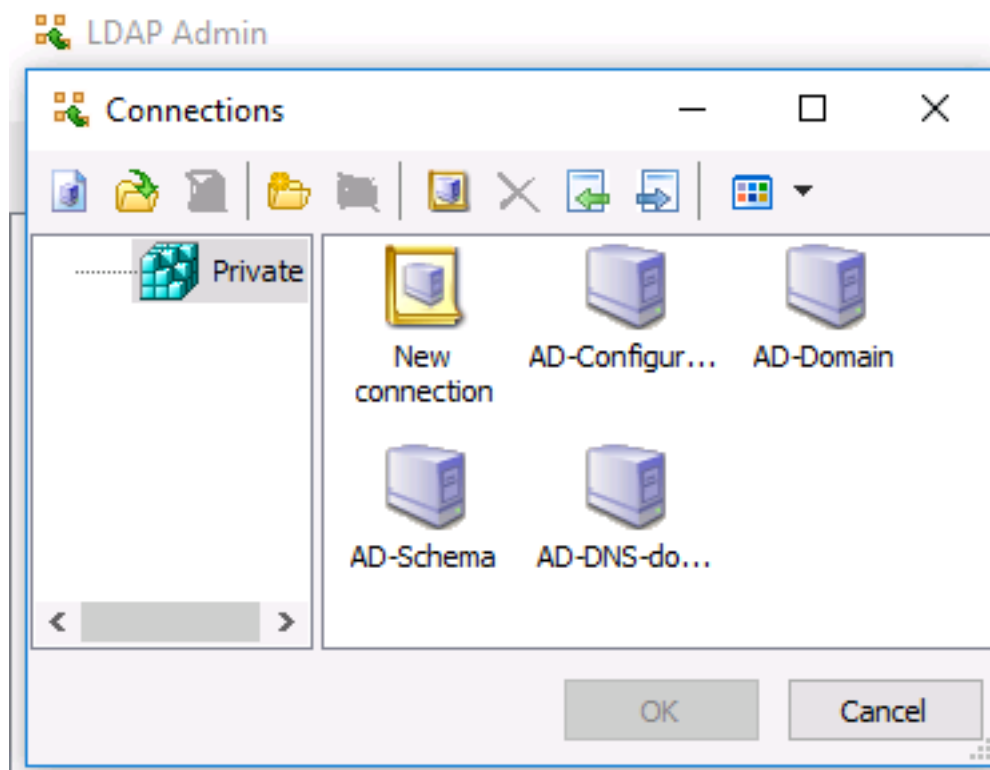 LDAP Admin
Connections
Private
New
connection
AD-Configur...
AD-Domain
AD-Schema
AD-DNS-do...
OK
Cancel